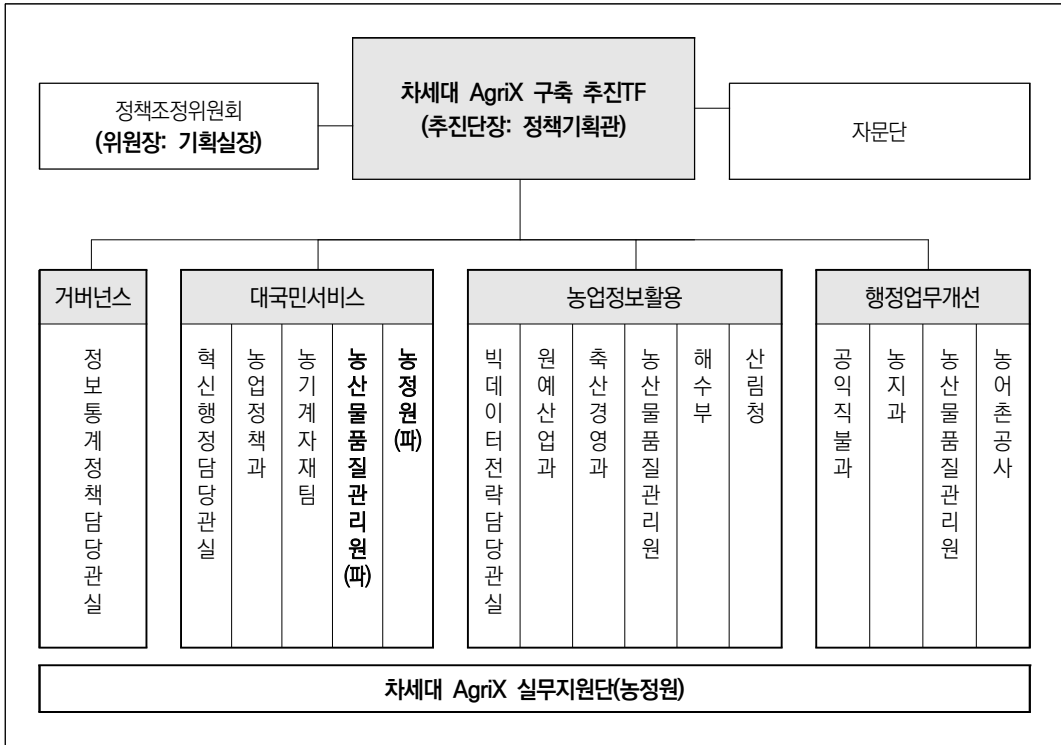 차세대 AgriX 구축 추진TF
(추진단장: 정책기획관)
정책조정위원회
(위원장: 기획실장)
자문단
거버넌스
정보통계정책담당관실
대국민서비스
혁신행정담당관실
농업정책과
농기계자재팀
농산물품질관리원(파)
농정원(파)
농업정보활용
빅데이터전략담당관실
원예산업과
축산경영과
농산물품질관리원
해수부
산림청
행정업무개선
공익직불과
농지과
농산물품질관리원
농어촌공사
차세대 AgriX 실무지원단(농정원)